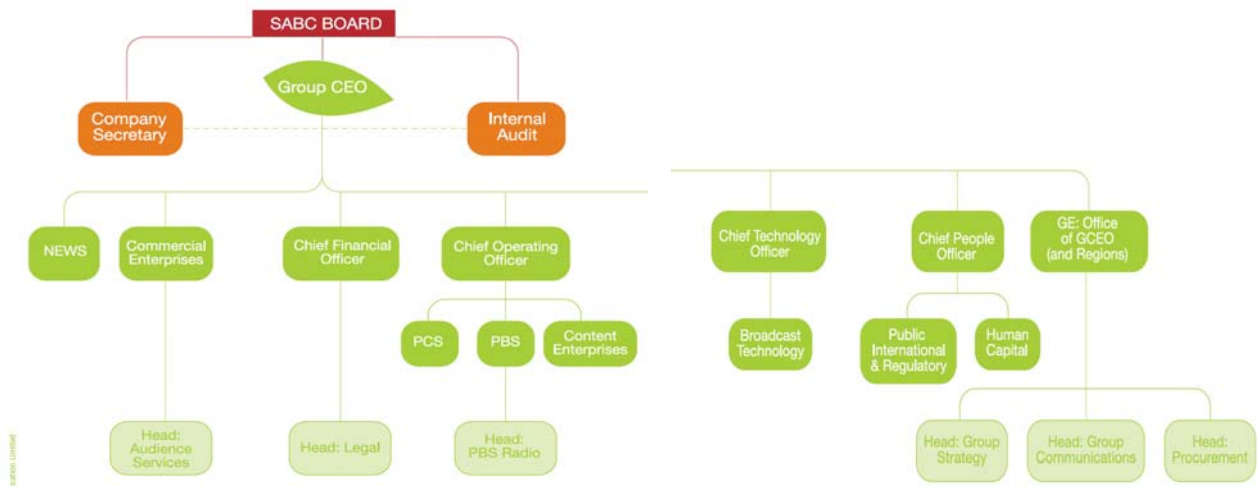 SABC BOARD
Group CEO
Company
Secretary
Internal
Audit
NEWS
Commercial
Enterprises
Chief Financial
Officer
Chief Operating
Officer
Chief Technology
Officer
Chief People
Officer
GE: Office
of GCEO
(and Regions)
PCS
PBS
Content
Enterprises
Broadcast
Technology
Public
International
& Regulatory
Human
Capital
Head:
Audience
Services
Head: Legal
Head:
PBS Radio
Head: Group
Strategy
Head: Group
Communications
Head:
Procurement
ication Limited